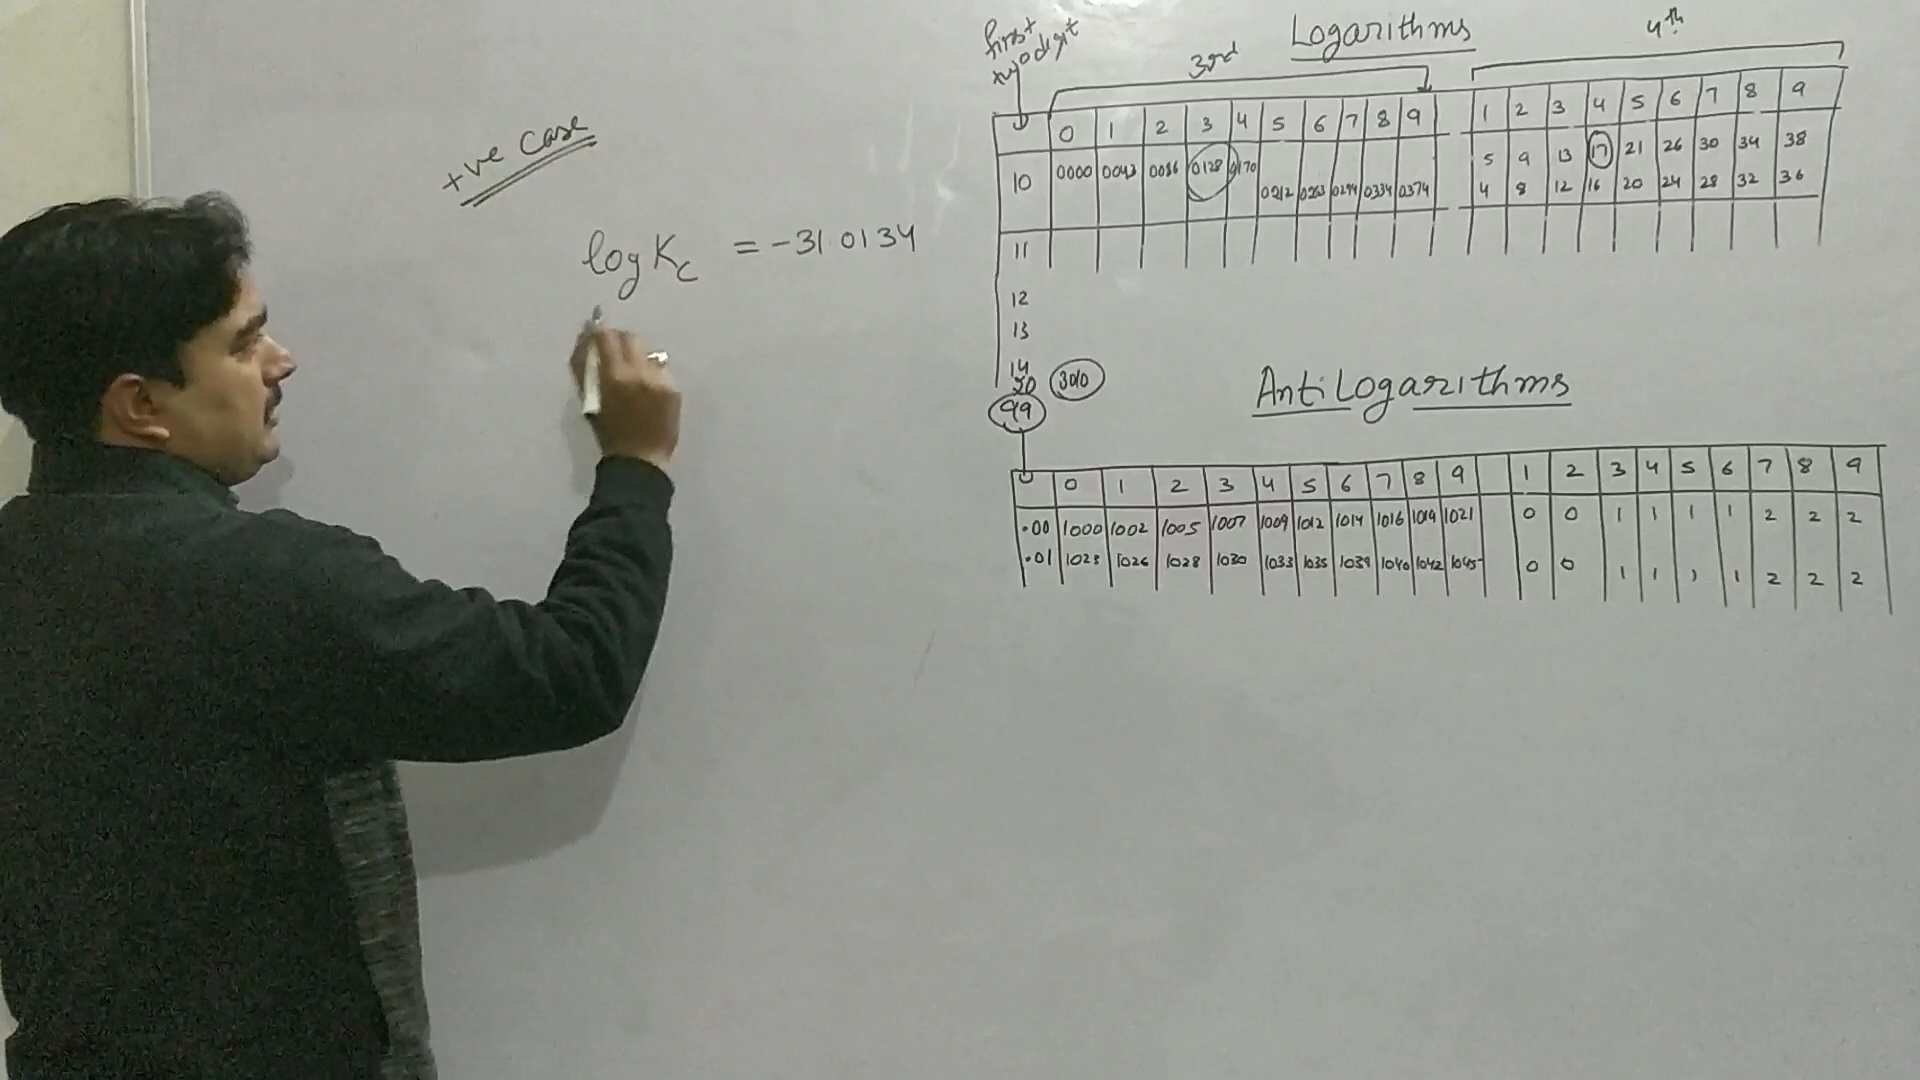 +ve case
log Kc = -31.0134
first two digit
3rd
Logarithms
4th
0 1 2 3 4 5 6 7 8 9 1 2 3 4 5 6 7 8 9
10 0000 0043 0086 0128 0170 5 9 13 17 21 26 30 34 38
0212 0253 0294 0334 0374 4 8 12 16 20 24 28 32 36
11
12
13
14
30 3010
99
AntiLogarithms
0 1 2 3 4 5 6 7 8 9 1 2 3 4 5 6 7 8 9
.00 1000 1002 1005 1007 1009 1012 1014 1016 1019 1021 0 0 1 1 1 1 2 2 2
.01 1023 1026 1028 1030 1033 1035 1038 1040 1042 1045 0 0 1 1 1 1 2 2 2